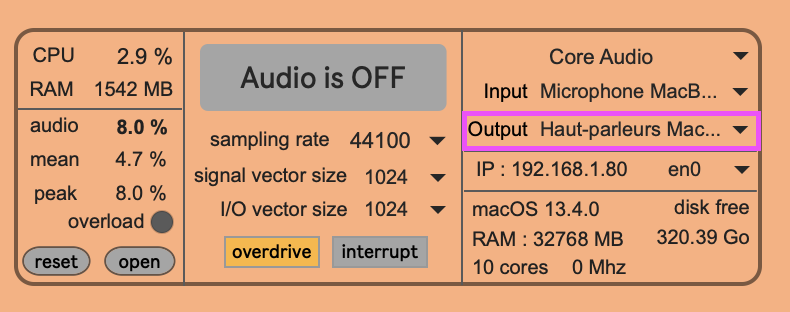 CPU 2.9 %
RAM 1542 MB
audio 8.0 %
mean 4.7 %
peak 8.0 %
overload
reset open
Audio is OFF
sampling rate 44100
signal vector size 1024
I/O vector size 1024
overdrive interrupt
Core Audio
Input Microphone MacB...
Output Haut-parleurs Mac...
IP : 192.168.1.80 en0
macOS 13.4.0 disk free
RAM : 32768 MB 320.39 Go
10 cores 0 Mhz